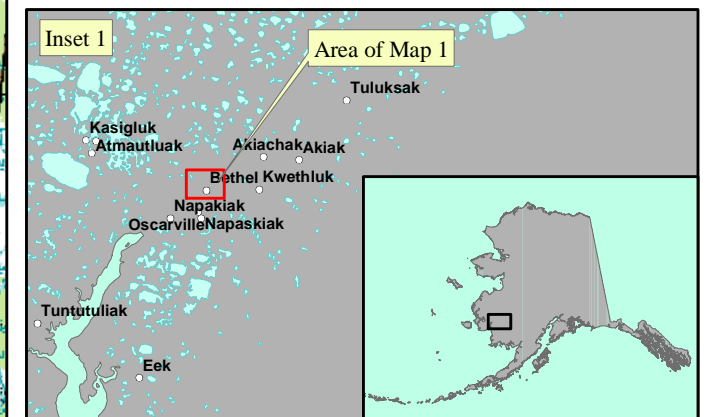 Inset 1
Area of Map 1
Tuluksak
Kasigluk
Atmautluak
Akiachak
Akiak
Bethel
Kwethluk
Napakiak
Oscarville
Napaskiak
Tuntutuliak
Eek